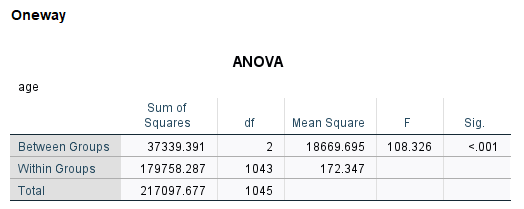 Oneway
ANOVA
age
Sum of Squares df Mean Square F Sig.
Between Groups 37339.391 2 18669.695 108.326 <.001
Within Groups 179758.287 1043 172.347
Total 217097.677 1045